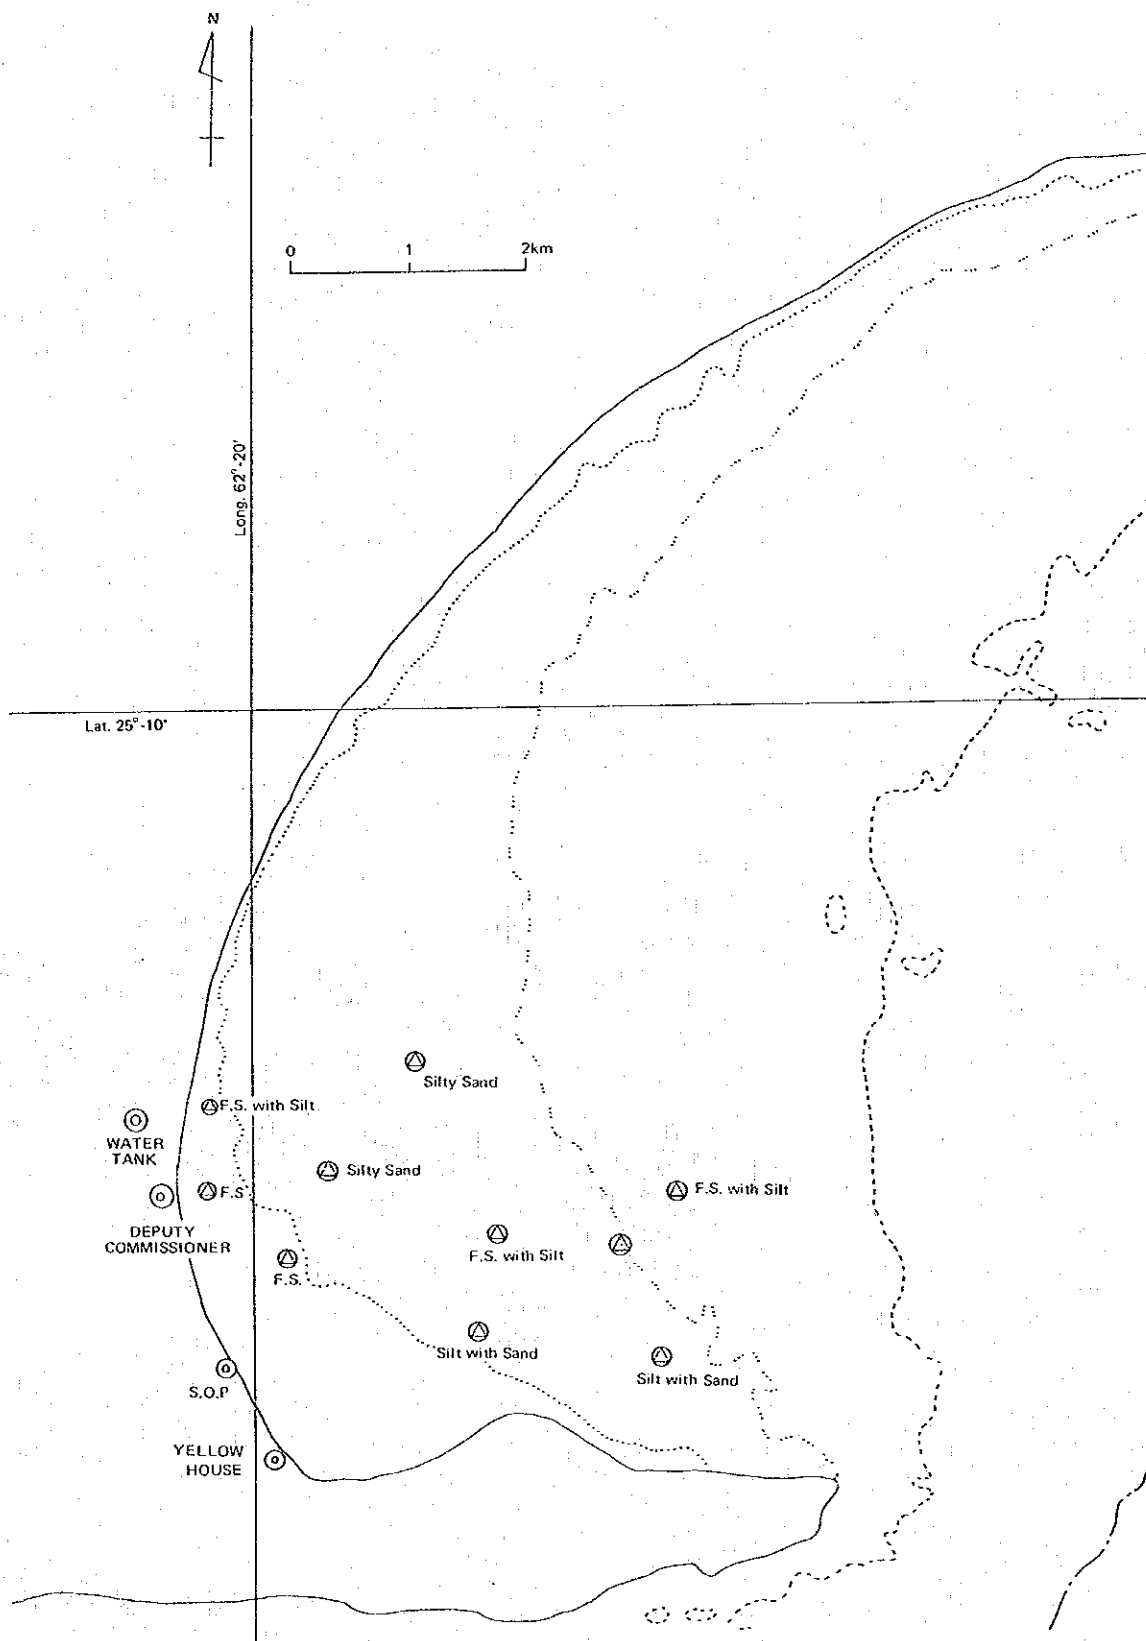 N
0 1 2km
Long. 62°-20'
Lat. 25°-10'
Silty Sand
F.S. with Silt
WATER
TANK
Silty Sand
F.S. with Silt
F.S
DEPUTY
COMMISSIONER
F.S. with Silt
F.S.
Silt with Sand
Silt with Sand
S.O.P
YELLOW
HOUSE